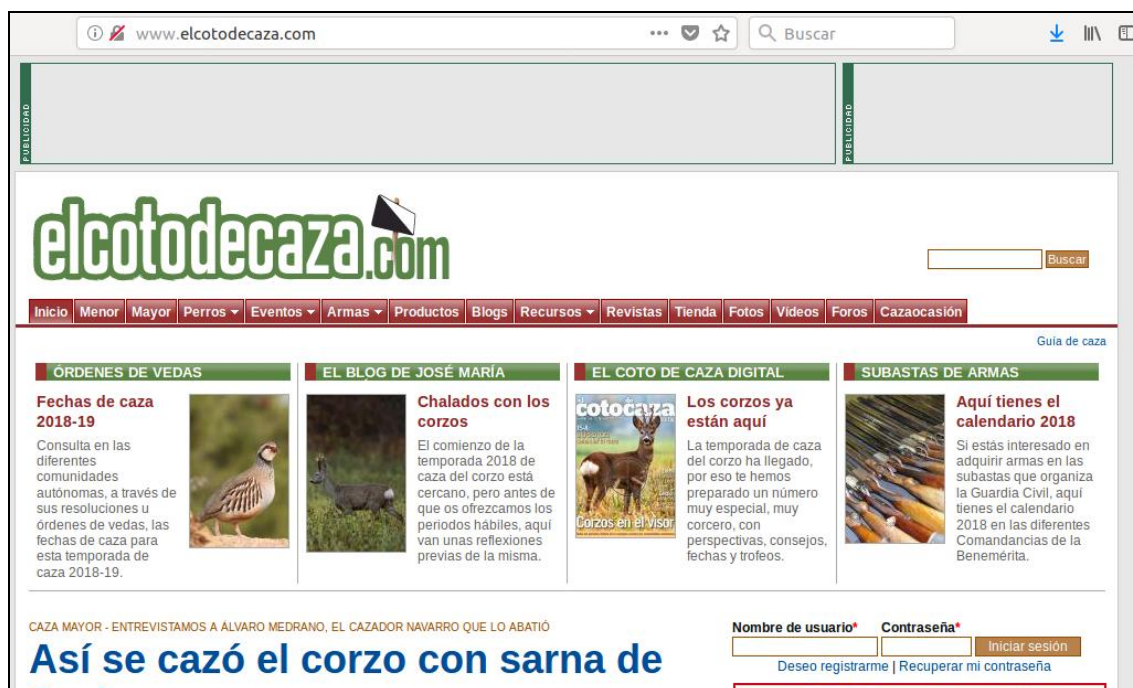 www.elcotodecaza.com
Buscar
PUBLICIDAD
PUBLICIDAD
elcotodecaza.com
Buscar
Inicio Menor Mayor Perros Eventos Armas Productos Blogs Recursos Revistas Tienda Fotos Videos Foros Cazaocasión
Guía de caza
ÓRDENES DE VEDAS
Fechas de caza
2018-19
Consulta en las
diferentes
comunidades
autónomas, a través de
sus resoluciones u
órdenes de vedas, las
fechas de caza para
esta temporada de
caza 2018-19.
EL BLOG DE JOSÉ MARÍA
Chalados con los
corzos
El comienzo de la
temporada 2018 de
caza del corzo está
cercano, pero antes de
que os ofrezcamos los
periodos hábiles, aquí
van unas reflexiones
previas de la misma.
EL COTO DE CAZA DIGITAL
cotocaza
Corzos en el visor
Los corzos ya
están aquí
La temporada de caza
del corzo ha llegado,
por eso te hemos
preparado un número
muy especial, muy
corcero, con
perspectivas, consejos,
fechas y trofeos.
SUBASTAS DE ARMAS
Aquí tienes el
calendario 2018
Si estás interesado en
adquirir armas en las
subastas que organiza
la Guardia Civil, aquí
tienes el calendario
2018 en las diferentes
Comandancias de la
Benemérita.
CAZA MAYOR - ENTREVISTAMOS A ÁLVARO MEDRANO, EL CAZADOR NAVARRO QUE LO ABATIÓ
Así se cazó el corzo con sarna de
Nombre de usuario* Contraseña*
Iniciar sesión
Deseo registrarme | Recuperar mi contraseña